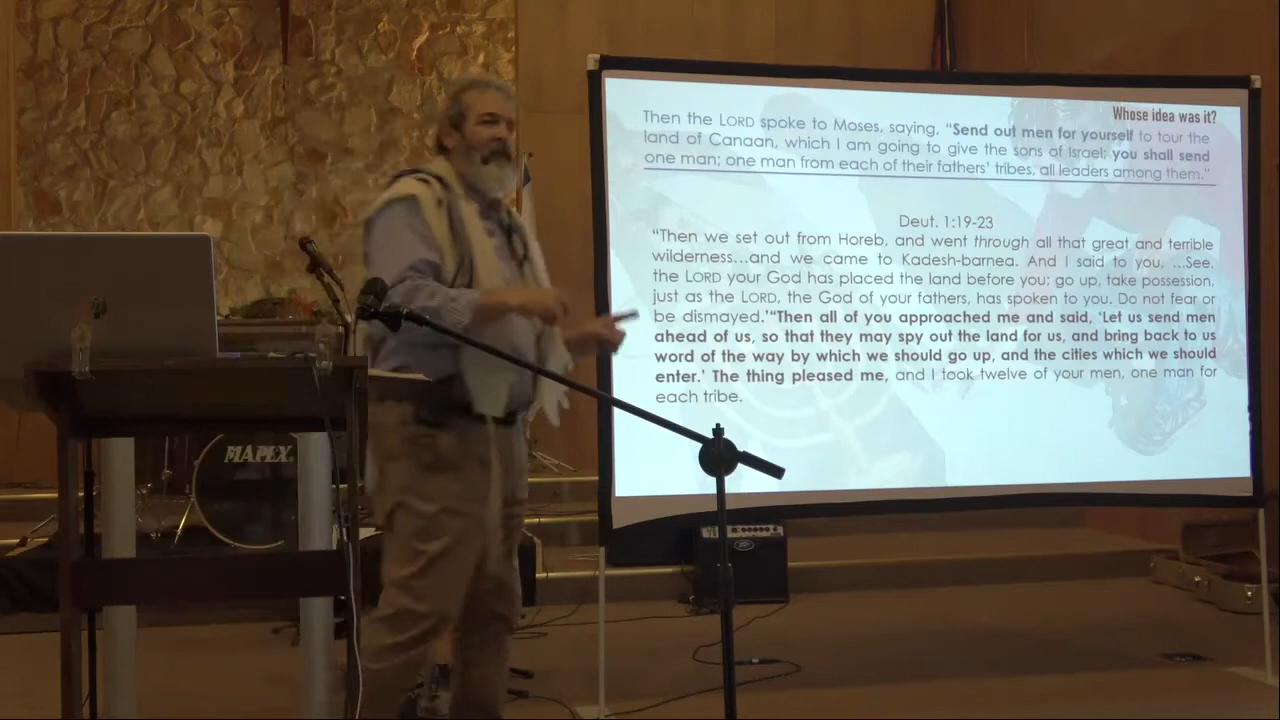 Whose idea was it?
Then the LORD spoke to Moses, saying, “Send out men for yourself to tour the
land of Canaan, which I am going to give the sons of Israel; you shall send
one man; one man from each of their fathers’ tribes, all leaders among them.”
Deut. 1:19-23
“Then we set out from Horeb, and went through all that great and terrible
wilderness...and we came to Kadesh-barnea. And I said to you, ...See,
the LORD your God has placed the land before you; go up, take possession,
just as the LORD, the God of your fathers, has spoken to you. Do not fear or
be dismayed.’“Then all of you approached me and said, ‘Let us send men
ahead of us, so that they may spy out the land for us, and bring back to us
word of the way by which we should go up, and the cities which we should
enter.’ The thing pleased me, and I took twelve of your men, one man for
each tribe.
MAPEX